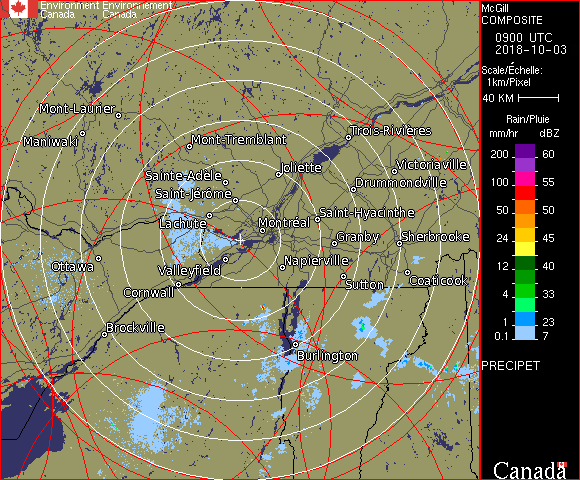 Environment Environnement
Canada Canada
McGill
COMPOSITE
0900 UTC
2018-10-03
Scale/Échelle:
1km/Pixel
40 KM
Rain/Pluie
mm/hr dBZ
200 60
155 55
100 55
50 50
24 45
12 40
4 33
1 23
0.1 7
PRECIPET
Canada
Mont-Laurier
Maniwaki
Mont-Tremblant
Trois-Rivières
Joliette
Victoriaville
Sainte-Adèle
Drummondville
Saint-Jérôme
Lachute
Saint-Hyacinthe
Montréal
Granby
Sherbrooke
Ottawa
Valleyfield
Napierville
Cornwall
Sutton
Coaticook
Brockville
Burlington